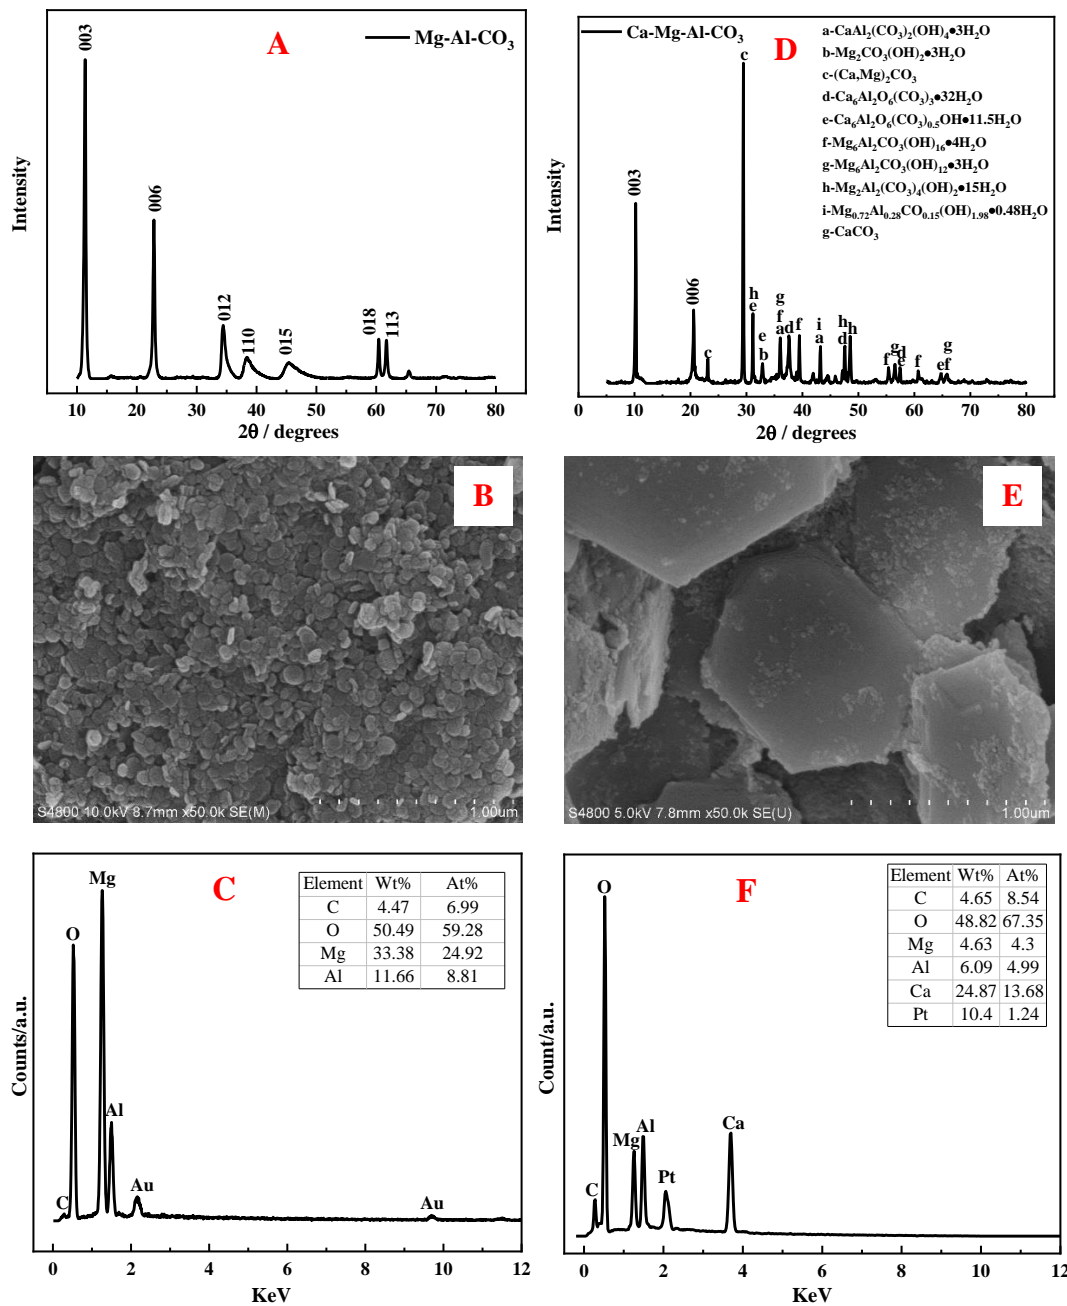 A
Mg-Al-CO3
003
006
012
110
015
018
113
Intensity
10 20 30 40 50 60 70 80
2θ / degrees
D
Ca-Mg-Al-CO3
a-CaAl2(CO3)2(OH)4●3H2O
b-Mg2CO3(OH)2●3H2O
c-(Ca,Mg)2CO3
d-Ca6Al2O6(CO3)3●32H2O
e-Ca6Al2O6(CO3)0.5OH●11.5H2O
f-Mg6Al2CO3(OH)16●4H2O
g-Mg6Al2CO3(OH)12●3H2O
h-Mg2Al2(CO3)4(OH)2●15H2O
i-Mg0.72Al0.28CO0.15(OH)1.98●0.48H2O
g-CaCO3
003
006
c
c
h
e
e
b
g
f
a
d
f
i
a
h
d
h
f
g
f
d
e
f
e
g
f
Intensity
0 10 20 30 40 50 60 70 80
2θ / degrees
B
S4800 10.0kV 8.7mm x50.0k SE(M)
1.00um
E
S4800 5.0kV 7.8mm x50.0k SE(U)
1.00um
C
Element Wt% At%
C 4.47 6.99
O 50.49 59.28
Mg 33.38 24.92
Al 11.66 8.81
C
O
Mg
Al
Au
Au
Counts/a.u.
0 2 4 6 8 10 12
KeV
F
Element Wt% At%
C 4.65 8.54
O 48.82 67.35
Mg 4.63 4.3
Al 6.09 4.99
Ca 24.87 13.68
Pt 10.4 1.24
C
O
Mg
Al
Pt
Ca
Count/a.u.
0 2 4 6 8 10 12
KeV